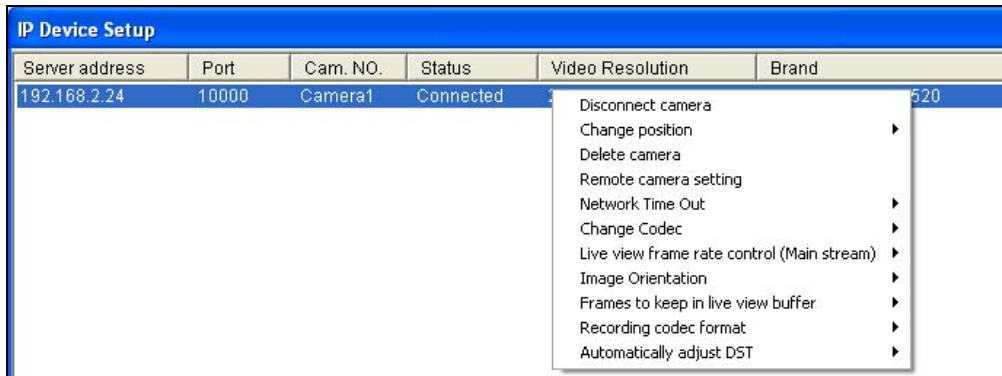 IP Device Setup
Server address Port Cam. NO. Status Video Resolution Brand
192.168.2.24 10000 Camera1 Connected 520
Disconnect camera
Change position
Delete camera
Remote camera setting
Network Time Out
Change Codec
Live view frame rate control (Main stream)
Image Orientation
Frames to keep in live view buffer
Recording codec format
Automatically adjust DST